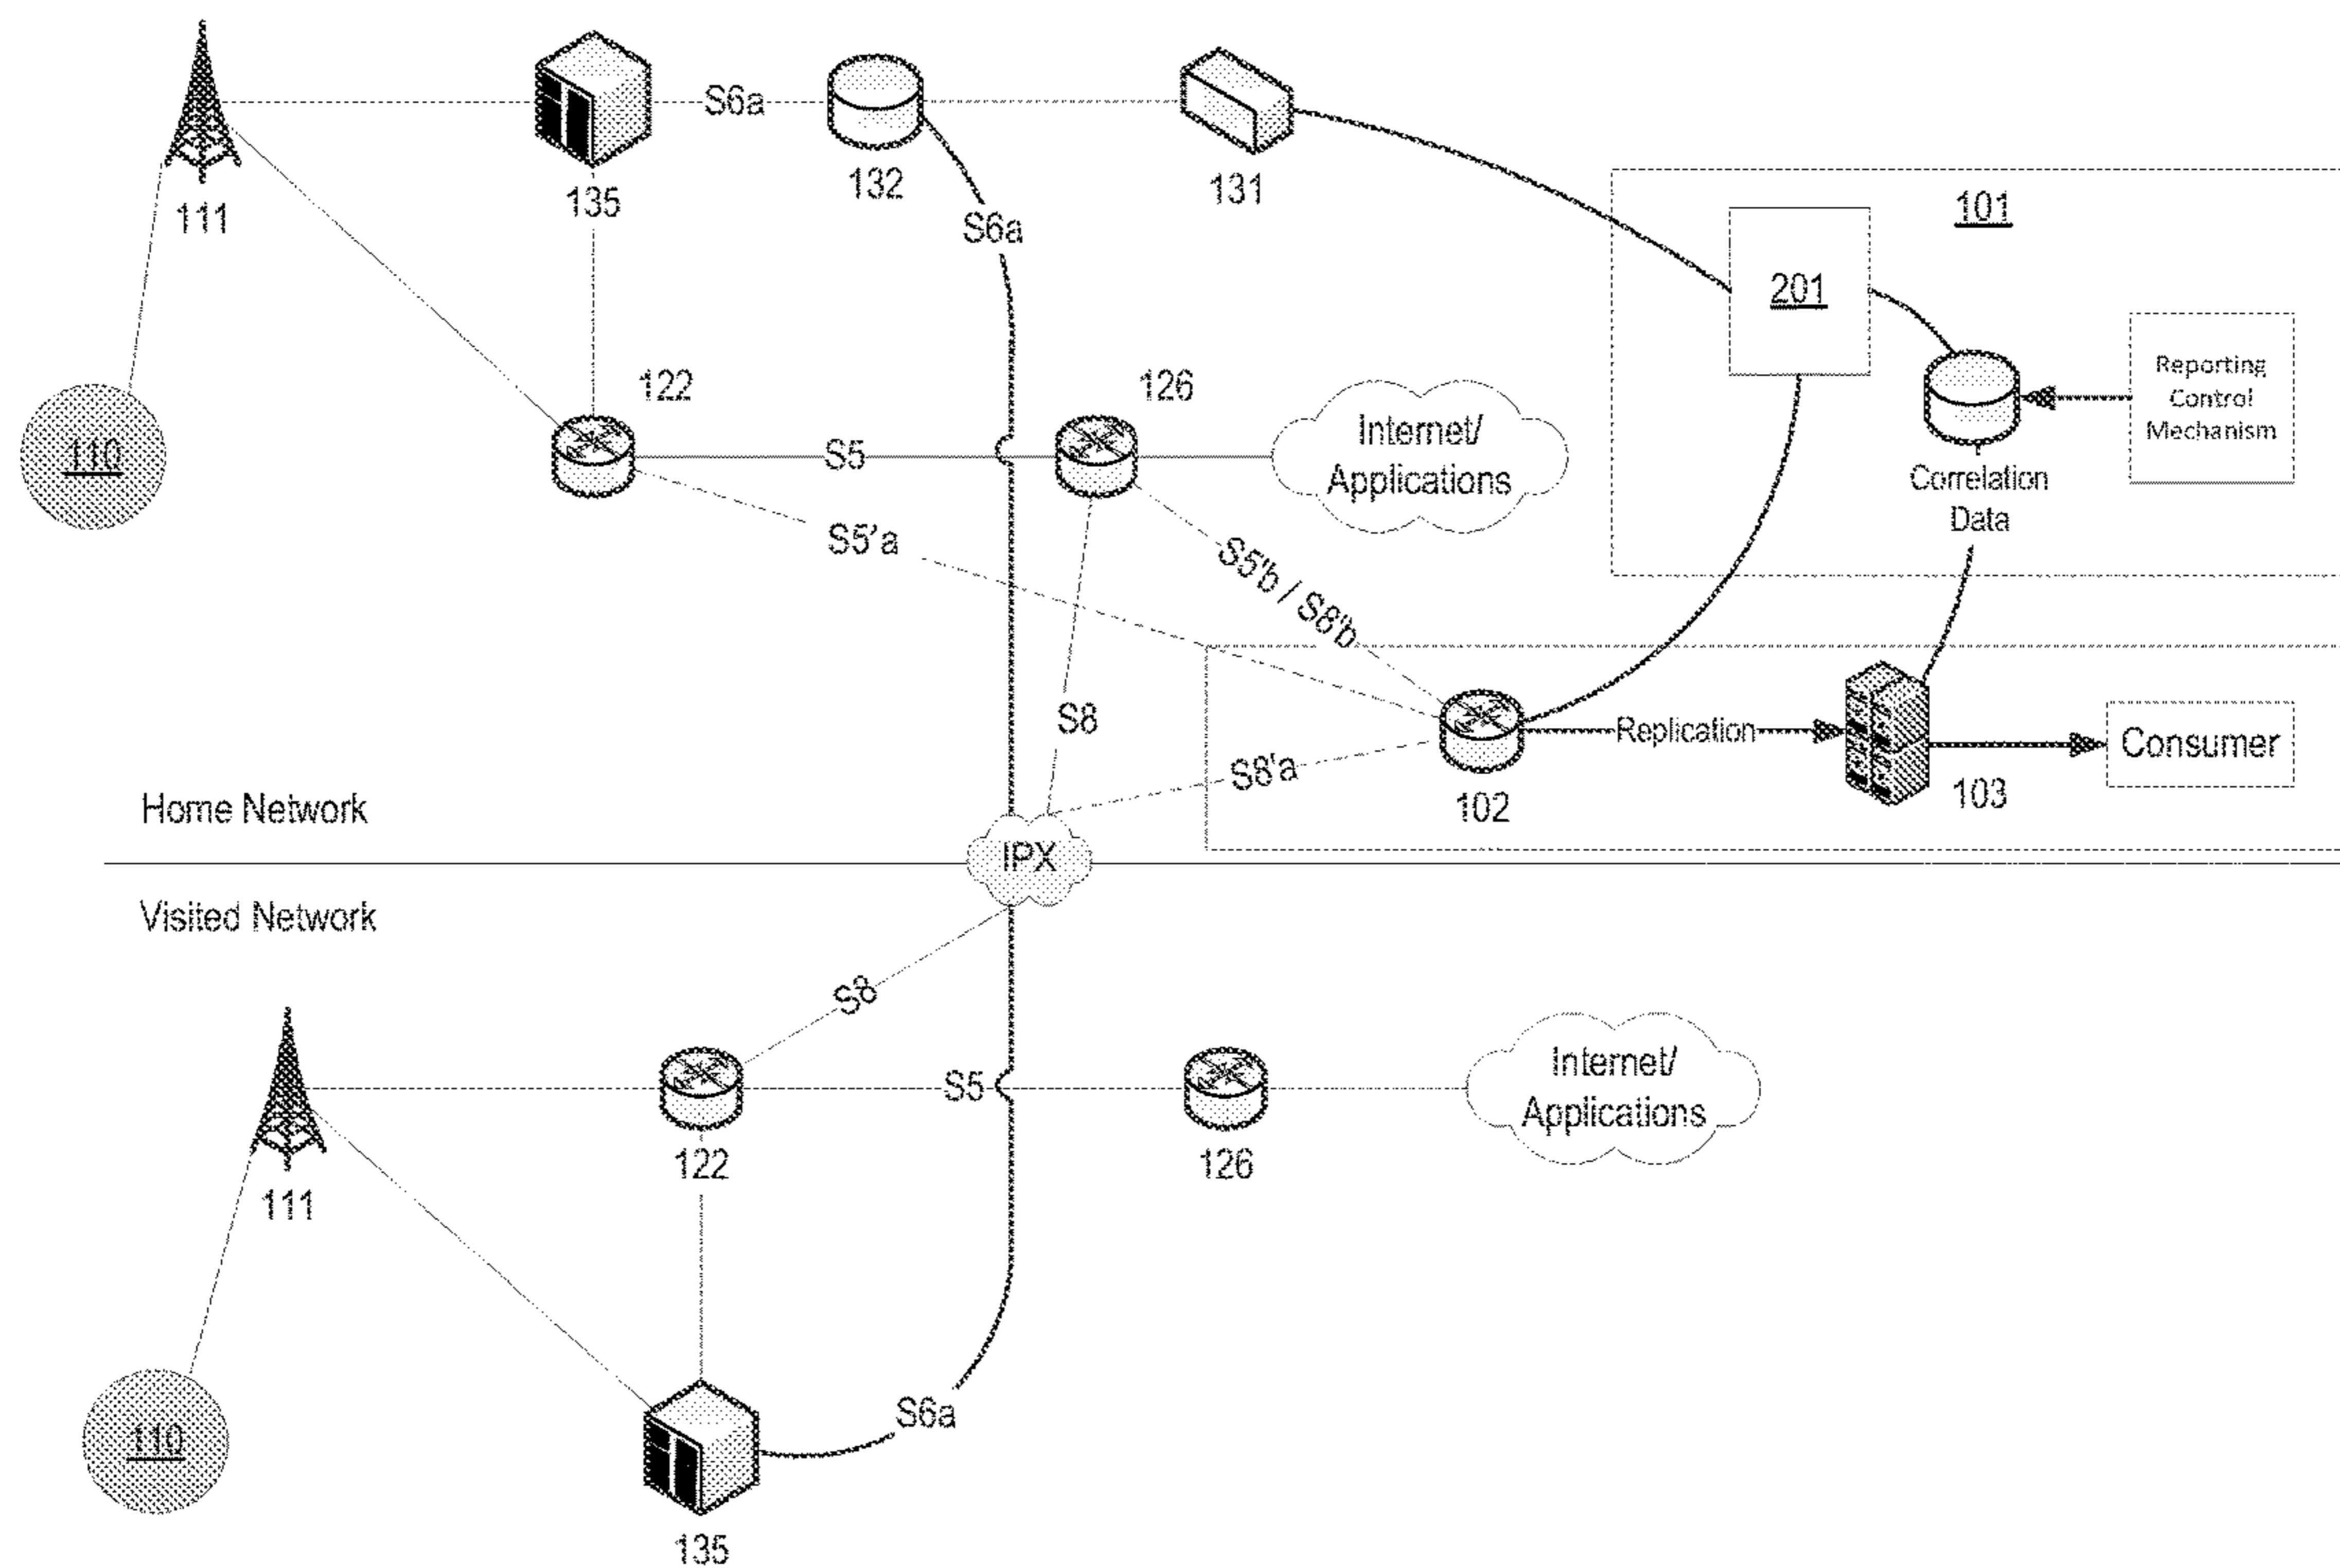 S6a
135
132
131
111
S6a
101
201
110
122
126
S5
Internet/
Applications
Reporting
Control
Mechanism
Correlation
Data
S5'a
S5'b / S8'b
S8
S8'a
Replication
Consumer
102
103
Home Network
IPX
Visited Network
S8
S5
Internet/
Applications
111
122
126
110
S6a
135